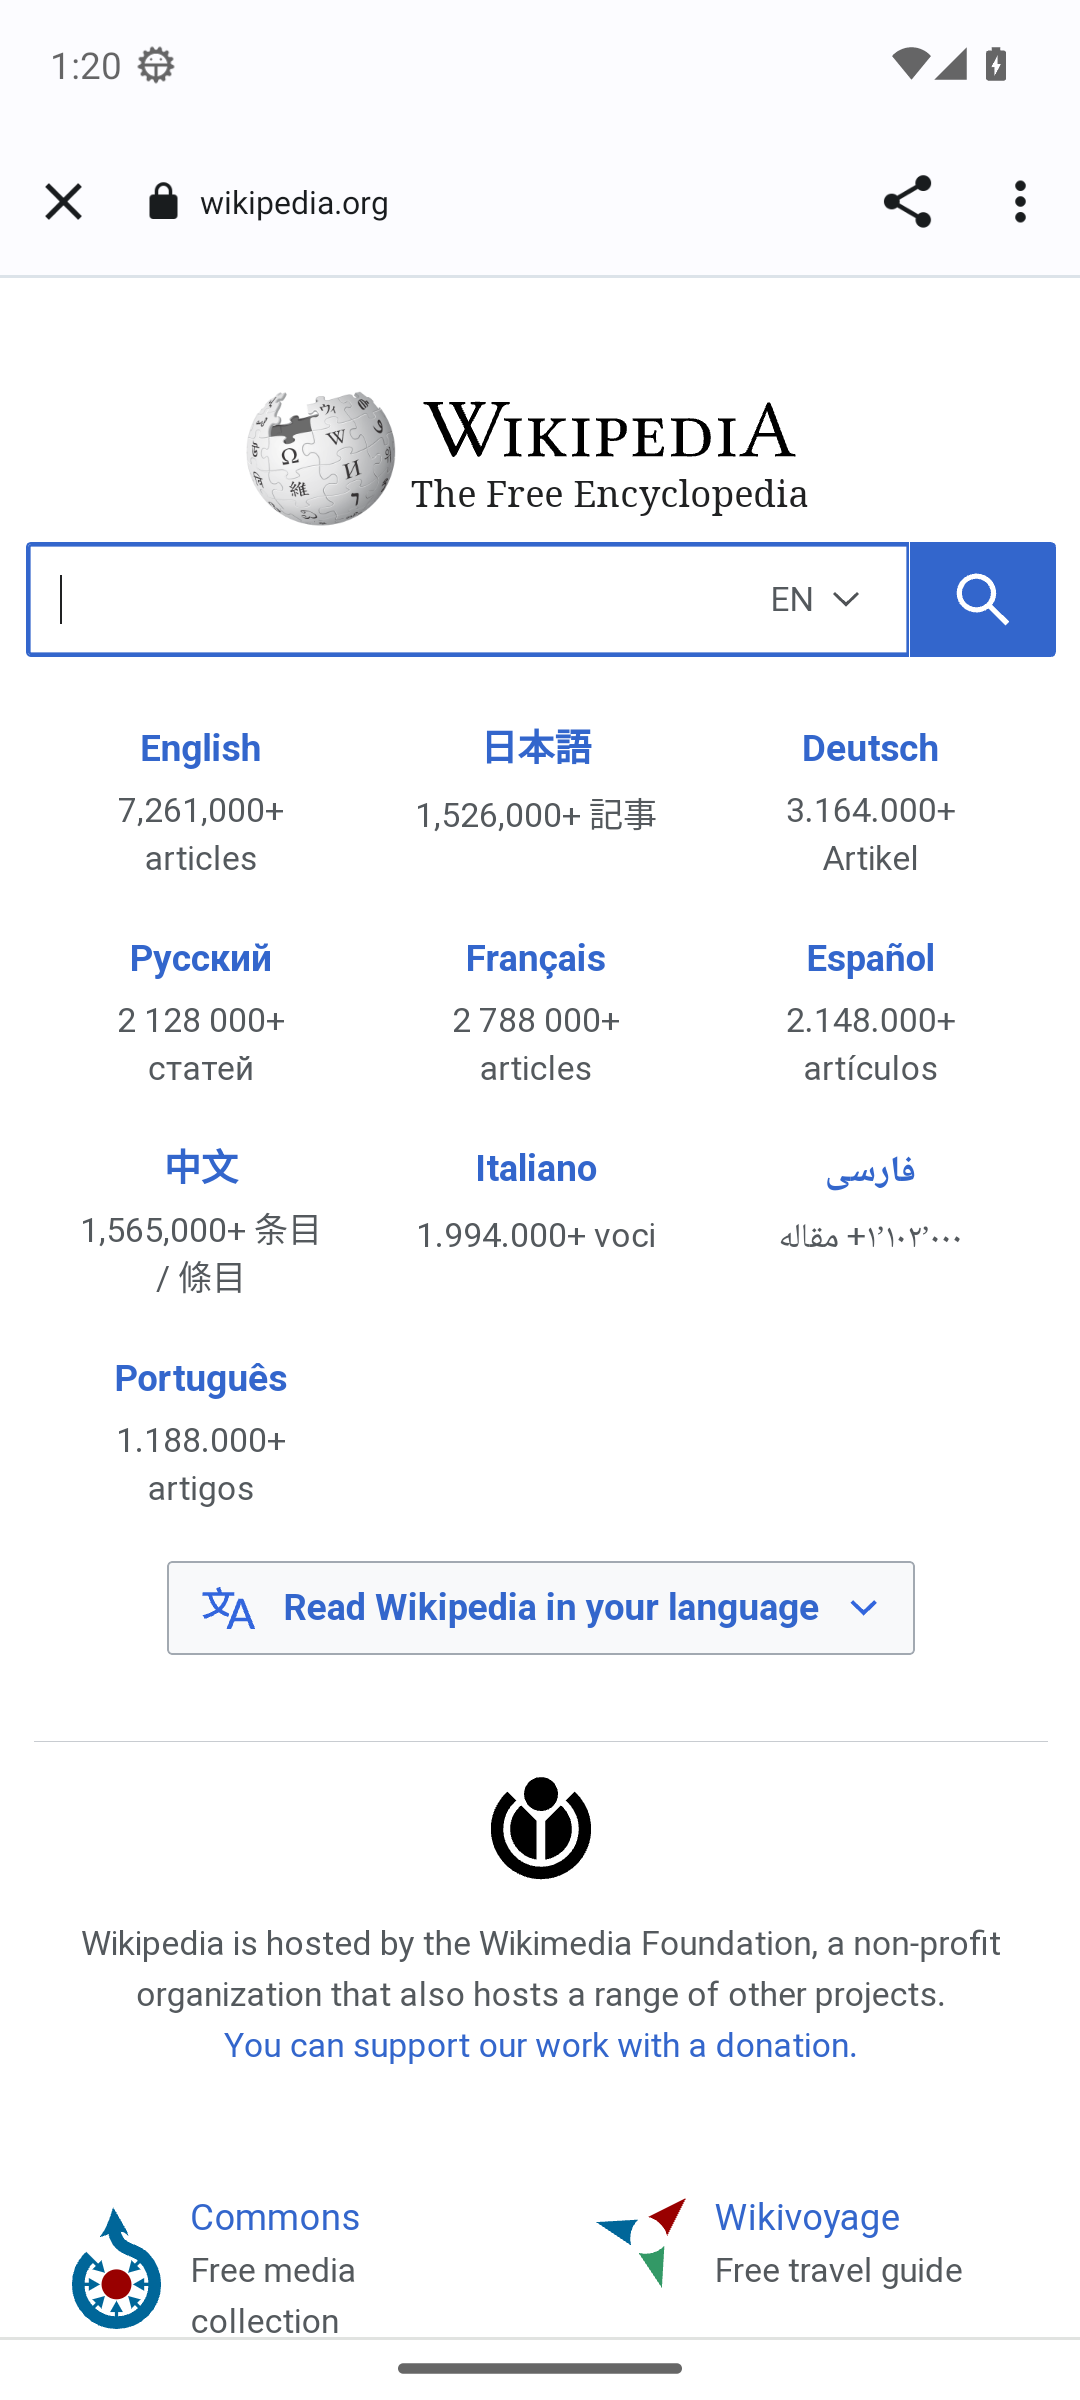 1:20
wikipedia.org
WIKIPEDIA
The Free Encyclopedia
EN
English
7,261,000+
articles
日本語
1,526,000+ 記事
Deutsch
3.164.000+
Artikel
Русский
2 128 000+
статей
Français
2 788 000+
articles
Español
2.148.000+
artículos
中文
1,565,000+ 条目
/ 條目
Italiano
1.994.000+ voci
فارسی
۱٬۱۰۲٬۰۰۰+ مقاله
Português
1.188.000+
artigos
Read Wikipedia in your language
Wikipedia is hosted by the Wikimedia Foundation, a non-profit
organization that also hosts a range of other projects.
You can support our work with a donation.
Commons
Free media
collection
Wikivoyage
Free travel guide